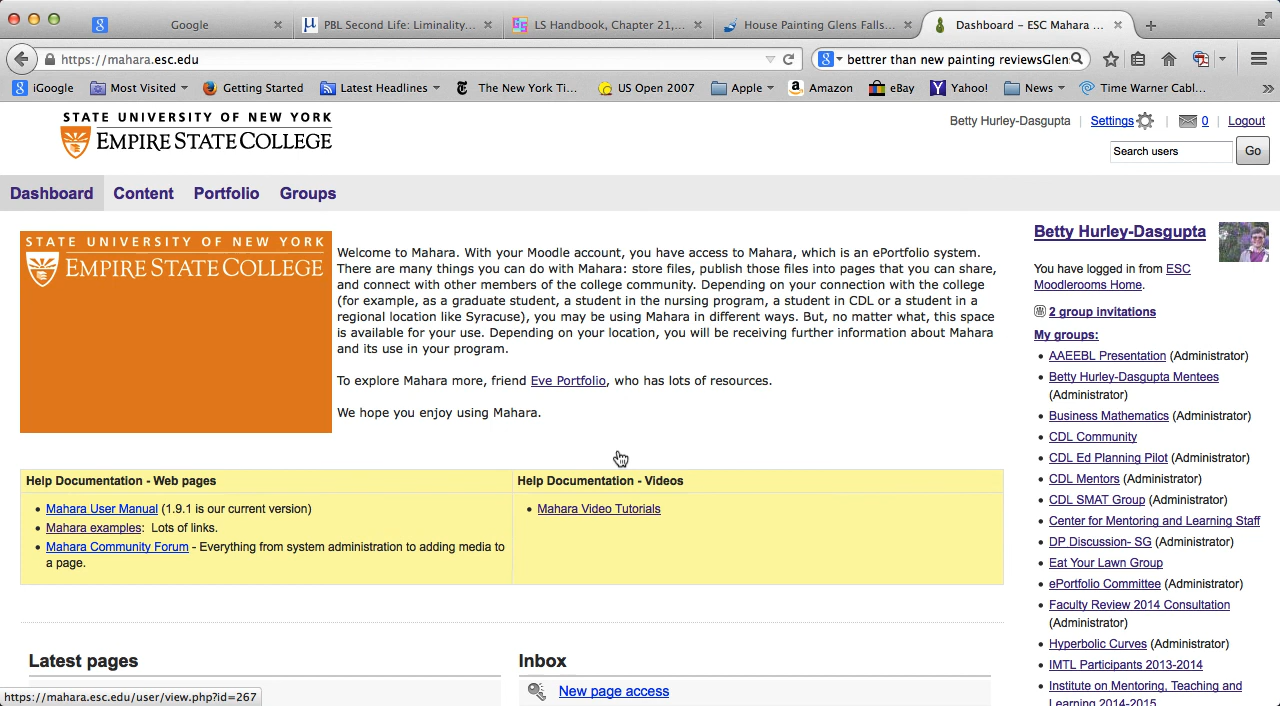 Google
PBL Second Life: Liminality...
LS Handbook, Chapter 21,...
House Painting Glens Falls...
Dashboard – ESC Mahara ...
https://mahara.esc.edu
bettrer than new painting reviewsGlen
iGoogle
Most Visited
Getting Started
Latest Headlines
The New York Ti...
US Open 2007
Apple
Amazon
eBay
Yahoo!
News
Time Warner Cabl...
STATE UNIVERSITY OF NEW YORK
EMPIRE STATE COLLEGE
Betty Hurley-Dasgupta | Settings | 0 | Logout
Search users
Go
Dashboard
Content
Portfolio
Groups
STATE UNIVERSITY OF NEW YORK
EMPIRE STATE COLLEGE
Welcome to Mahara. With your Moodle account, you have access to Mahara, which is an ePortfolio system.
There are many things you can do with Mahara: store files, publish those files into pages that you can share,
and connect with other members of the college community. Depending on your connection with the college
(for example, as a graduate student, a student in the nursing program, a student in CDL or a student in a
regional location like Syracuse), you may be using Mahara in different ways. But, no matter what, this space
is available for your use. Depending on your location, you will be receiving further information about Mahara
and its use in your program.
To explore Mahara more, friend Eve Portfolio, who has lots of resources.
We hope you enjoy using Mahara.
Help Documentation - Web pages
Mahara User Manual (1.9.1 is our current version)
Mahara examples: Lots of links.
Mahara Community Forum - Everything from system administration to adding media to
a page.
Help Documentation - Videos
Mahara Video Tutorials
Latest pages
Inbox
New page access
Betty Hurley-Dasgupta
You have logged in from ESC
Moodlerooms Home.
2 group invitations
My groups:
AAEEBL Presentation (Administrator)
Betty Hurley-Dasgupta Mentees
(Administrator)
Business Mathematics (Administrator)
CDL Community
CDL Ed Planning Pilot (Administrator)
CDL Mentors (Administrator)
CDL SMAT Group (Administrator)
Center for Mentoring and Learning Staff
DP Discussion- SG (Administrator)
Eat Your Lawn Group
ePortfolio Committee (Administrator)
Faculty Review 2014 Consultation
(Administrator)
Hyperbolic Curves (Administrator)
IMTL Participants 2013-2014
Institute on Mentoring, Teaching and
Learning 2014-2015
https://mahara.esc.edu/user/view.php?id=267